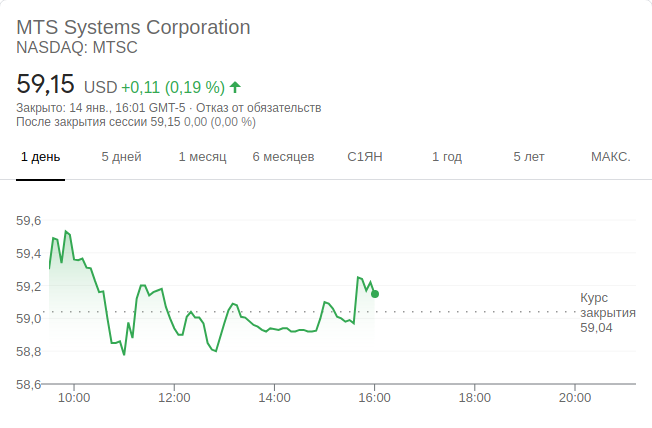 MTS Systems Corporation
NASDAQ: MTSC
59,15 USD +0,11 (0,19 %)
Закрыто: 14 янв., 16:01 GMT-5 · Отказ от обязательств
После закрытия сессии 59,15 0,00 (0,00 %)
1 день 5 дней 1 месяц 6 месяцев С1ЯН 1 год 5 лет МАКС.
59,6
59,4
59,2
59,0
58,8
58,6
Курс
закрытия
59,04
10:00 12:00 14:00 16:00 18:00 20:00